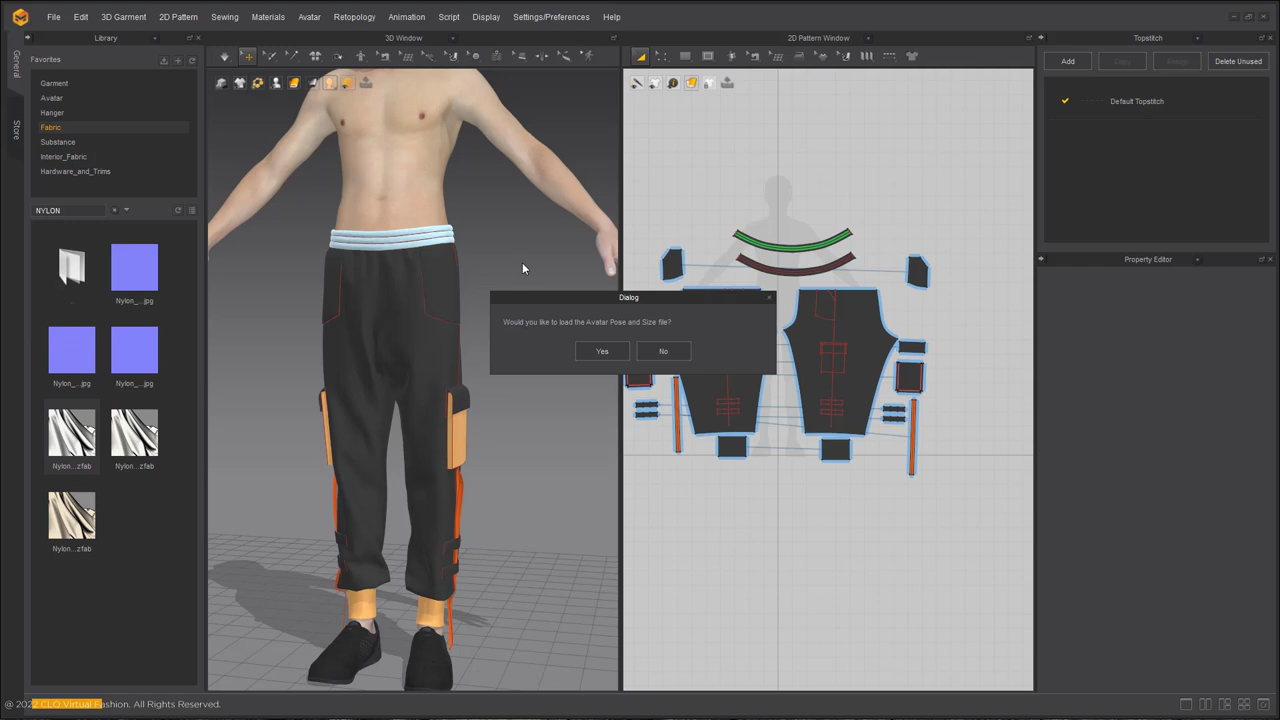 File Edit 3D Garment 2D Pattern Sewing Materials Avatar Retopology Animation Script Display Settings/Preferences Help
Library 3D Window 2D Pattern Window Topstitch
General
Store
Favorites
Garment
Avatar
Hanger
Fabric
Substance
Interior_Fabric
Hardware_and_Trims
NYLON
..
Nylon_...jpg
Nylon_...jpg
Nylon_...jpg
Nylon...zfab
Nylon...zfab
Nylon...zfab
Dialog
Would you like to load the Avatar Pose and Size file?
Yes No
Add Delete Unused
Default Topstitch
Property Editor
@ 2022 CLO Virtual Fashion. All Rights Reserved.